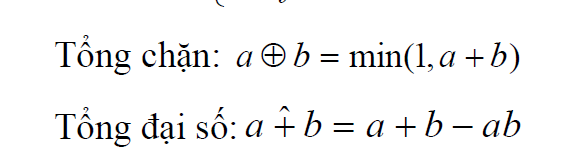 Tổng chặn: a ⊕ b = min(1, a + b)
Tổng đại số: a +̂ b = a + b − ab